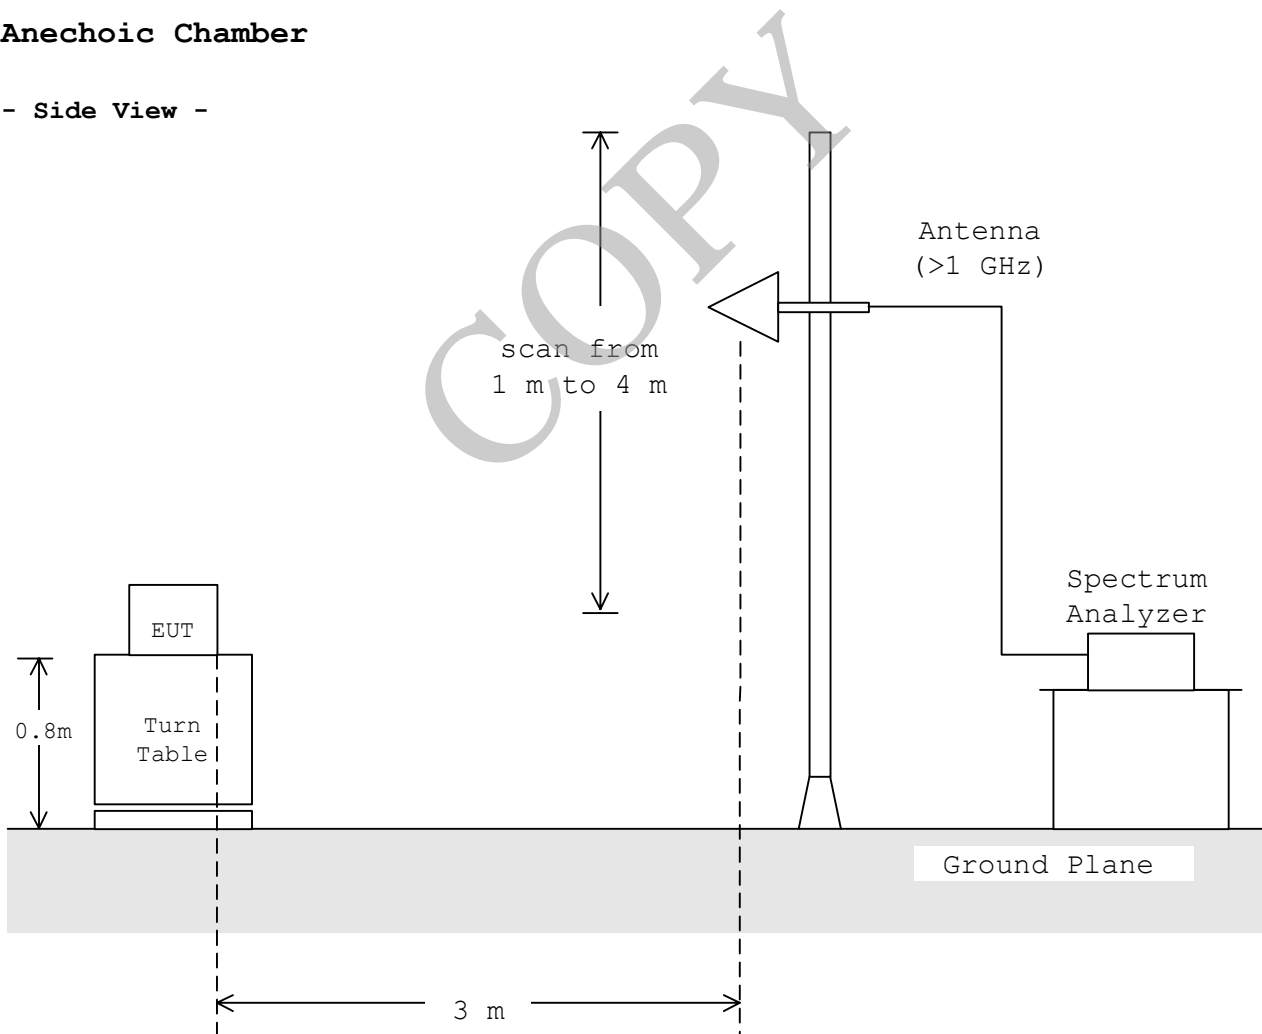 Anechoic Chamber
- Side View -
COPY
Antenna
(>1 GHz)
scan from
1 m to 4 m
Spectrum
Analyzer
EUT
0.8m
Turn
Table
Ground Plane
3 m